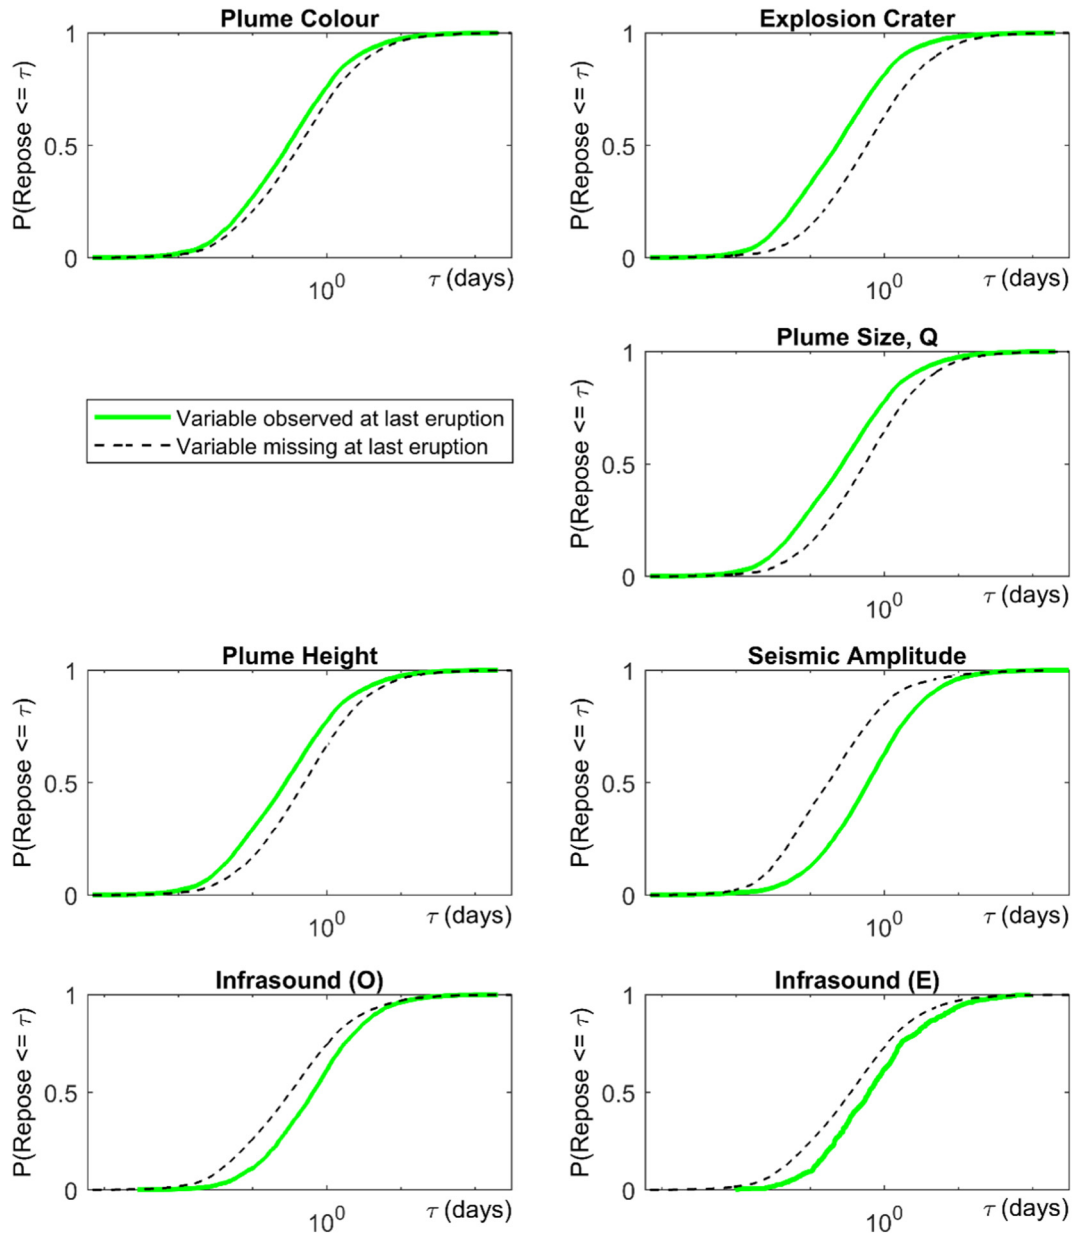 Plume Colour
1
0.5
0
P(Repose <= τ)
10⁰
τ (days)
Explosion Crater
1
0.5
0
P(Repose <= τ)
10⁰
τ (days)
Variable observed at last eruption
Variable missing at last eruption
Plume Size, Q
1
0.5
0
P(Repose <= τ)
10⁰
τ (days)
Plume Height
1
0.5
0
P(Repose <= τ)
10⁰
τ (days)
Seismic Amplitude
1
0.5
0
P(Repose <= τ)
10⁰
τ (days)
Infrasound (O)
1
0.5
0
P(Repose <= τ)
10⁰
τ (days)
Infrasound (E)
1
0.5
0
P(Repose <= τ)
10⁰
τ (days)